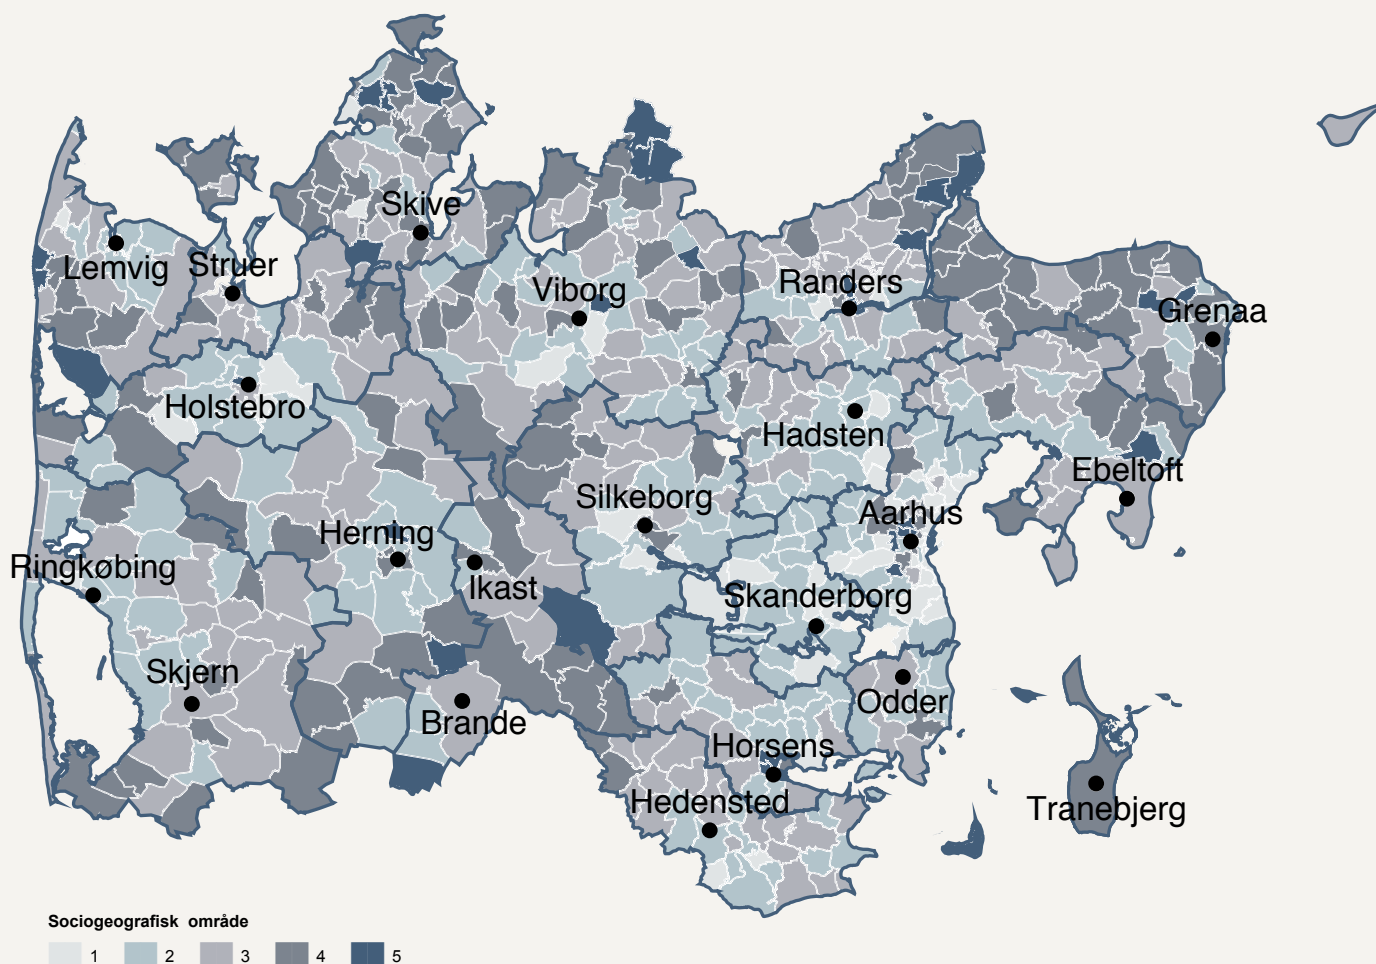 Skive
Lemvig
Struer
Viborg
Randers
Grenaa
Holstebro
Hadsten
Ebeltoft
Silkeborg
Aarhus
Herning
Ringkøbing
Ikast
Skanderborg
Skjern
Odder
Brande
Horsens
Hedensted
Tranebjerg
Sociogeografisk område
1 2 3 4 5